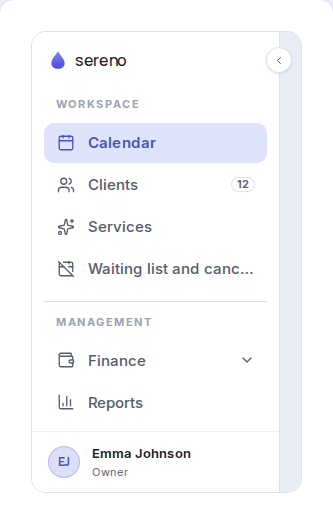 sereno
WORKSPACE
Calendar
Clients 12
Services
Waiting list and canc...
MANAGEMENT
Finance
Reports
EJ
Emma Johnson
Owner